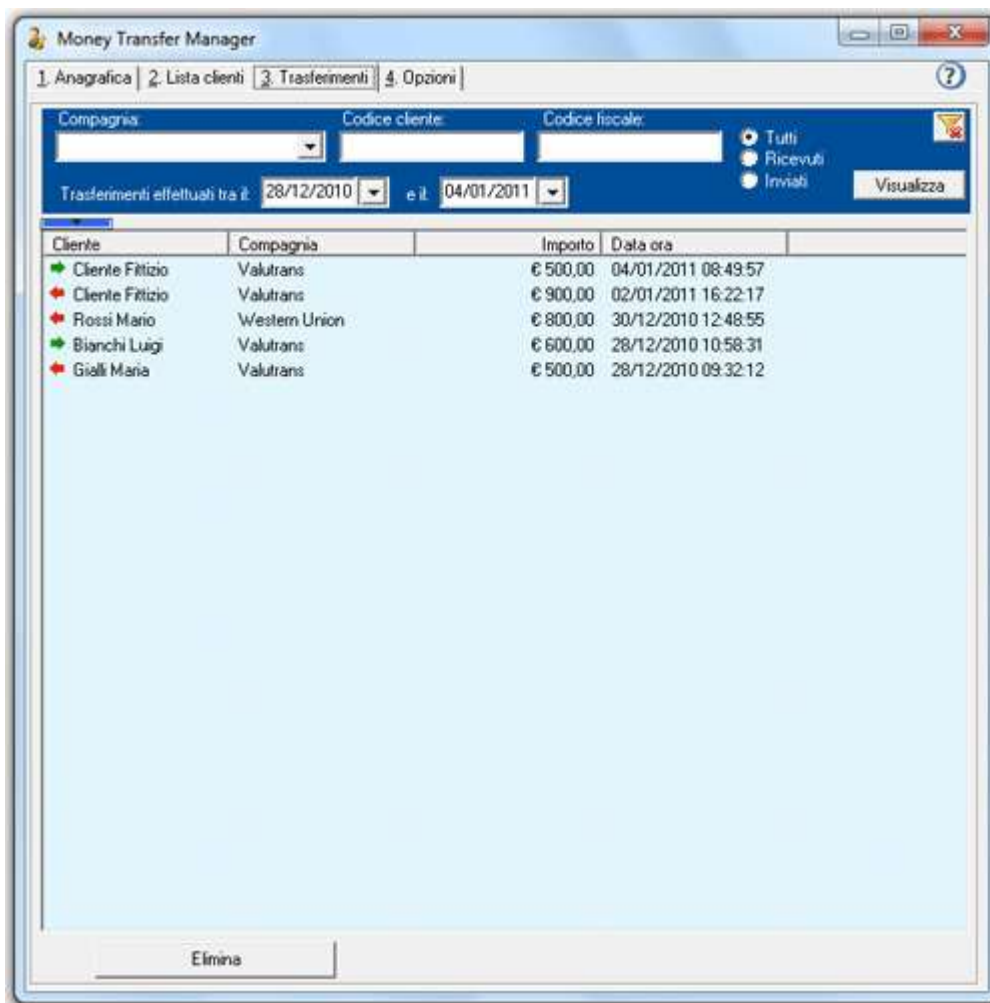 Money Transfer Manager
1. Anagrafica 2. Lista clienti 3. Trasferimenti 4. Opzioni ?
Compagnia: Codice cliente: Codice fiscale:
Tutti
Ricevuti
Inviati
Trasferimenti effettuati tra il: 28/12/2010 e il: 04/01/2011 Visualizza
Cliente Compagnia Importo Data ora
Cliente Fittizio Valutrans € 500,00 04/01/2011 08:49:57
Cliente Fittizio Valutrans € 900,00 02/01/2011 16:22:17
Rossi Mario Western Union € 800,00 30/12/2010 12:48:55
Bianchi Luigi Valutrans € 600,00 28/12/2010 10:58:31
Gialli Maria Valutrans € 500,00 28/12/2010 09:32:12
Elimina